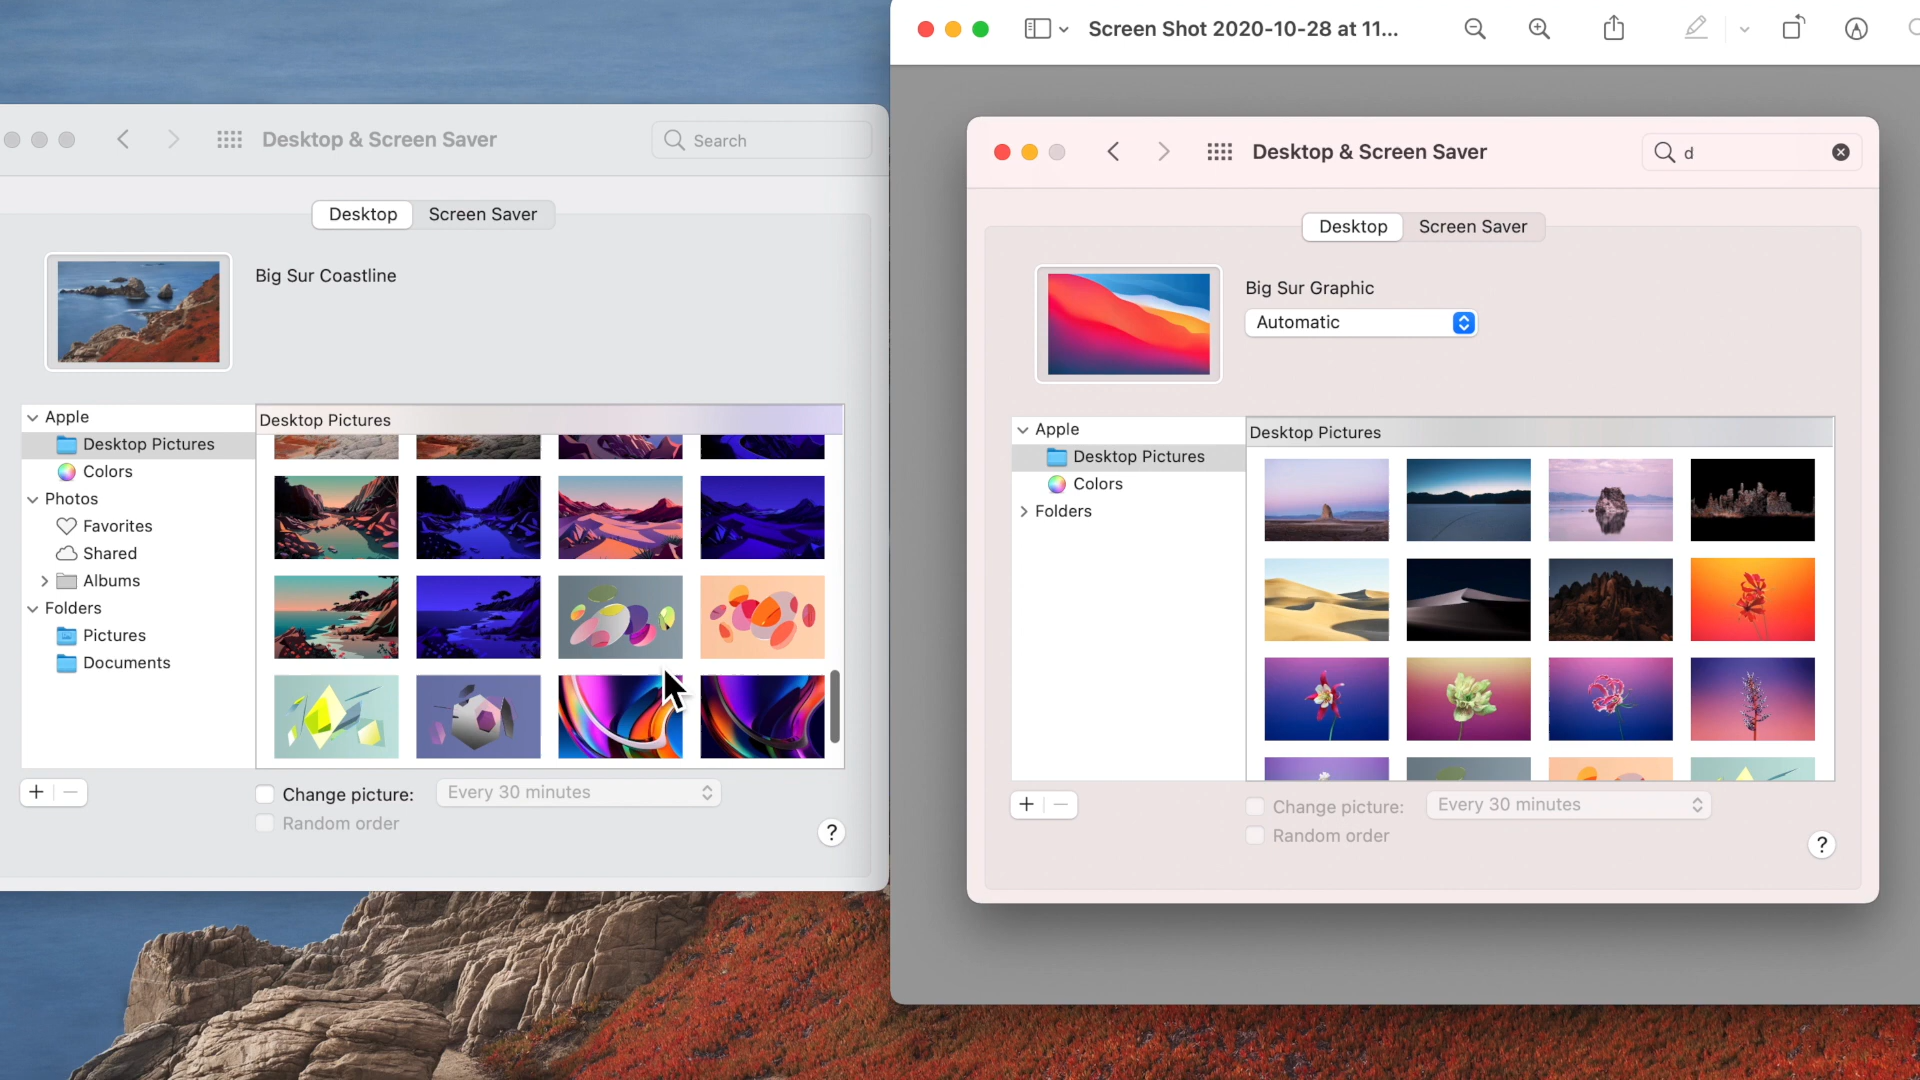 Screen Shot 2020-10-28 at 11...
Desktop & Screen Saver
Search
Desktop
Screen Saver
Big Sur Coastline
Apple
Desktop Pictures
Colors
Photos
Favorites
Shared
Albums
Folders
Pictures
Documents
Desktop Pictures
+
−
Change picture:
Every 30 minutes
Random order
?
Desktop & Screen Saver
d
Desktop
Screen Saver
Big Sur Graphic
Automatic
Apple
Desktop Pictures
Colors
Folders
Desktop Pictures
+
−
Change picture:
Every 30 minutes
Random order
?